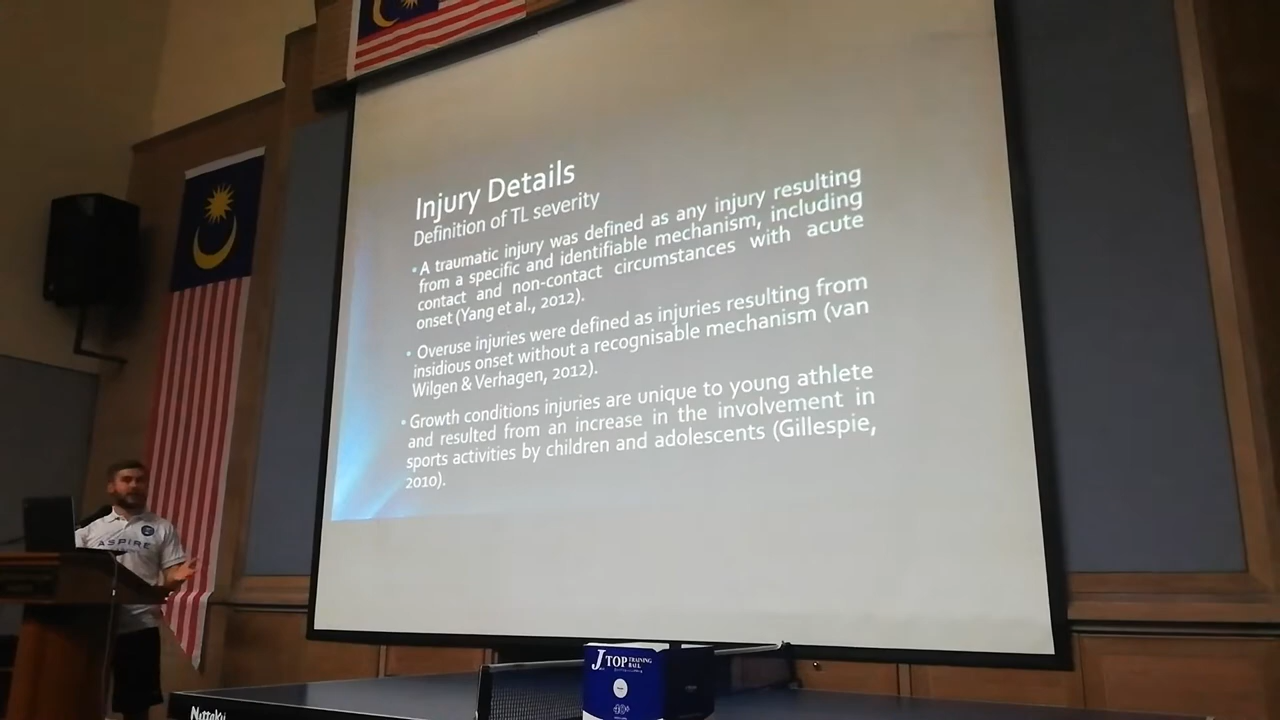 Injury Details
Definition of TL severity
• A traumatic injury was defined as any injury resulting
from a specific and identifiable mechanism, including
contact and non-contact circumstances with acute
onset (Yang et al., 2012).
• Overuse injuries were defined as injuries resulting from
insidious onset without a recognisable mechanism (van
Wilgen & Verhagen, 2012).
• Growth conditions injuries are unique to young athlete
and resulted from an increase in the involvement in
sports activities by children and adolescents (Gillespie,
2010).
ASPIRE
J TOP TRAINING
BALL
Nittaku